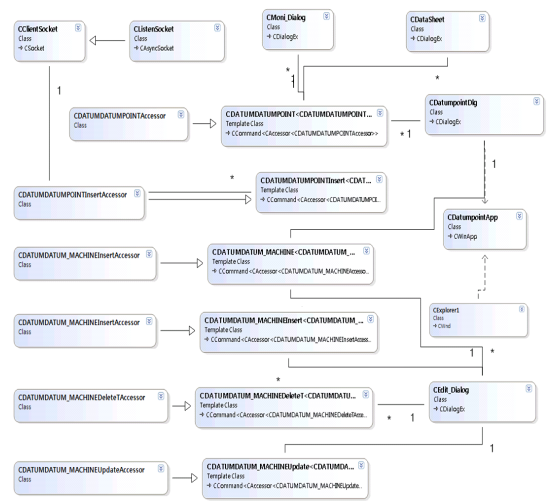 CClientSocket
Class
→ CSocket
CListenSocket
Class
→ CAsyncSocket
CMoni_Dialog
Class
→ CDialogEx
CDataSheet
Class
→ CDialogEx
1
*
1
*
CDATUMDATUMPOINTAccessor
Class
CDATUMDATUMPOINT<CDATUMDATUMPOINT...
Template Class
→ CCommand<CAccessor<CDATUMDATUMPOINTAccessor>>
* 1
CDatumpointDlg
Class
→ CDialogEx
1
*
CDATUMDATUMPOINTInsertAccessor
Class
CDATUMDATUMPOINTInsert<CDAT...
Template Class
→ CCommand<CAccessor<CDATUMDATUMPOI...
CDatumpointApp
Class
→ CWinApp
CDATUMDATUM_MACHINEInsertAccessor
Class
CDATUMDATUM_MACHINE<CDATUMDATUM_...
Template Class
→ CCommand<CAccessor<CDATUMDATUM_MACHINEAccesso...
CExplorer1
Class
→ CWnd
CDATUMDATUM_MACHINEInsertAccessor
Class
CDATUMDATUM_MACHINEInsert<CDATUMDATUM_...
Template Class
→ CCommand<CAccessor<CDATUMDATUM_MACHINEInsertAccess...
1 *
*
CDATUMDATUM_MACHINEDeleteTAccessor
Class
CDATUMDATUM_MACHINEDeleteT<CDATUMDATU...
Template Class
→ CCommand<CAccessor<CDATUMDATUM_MACHINEDeleteTAcce...
* 1
CEdit_Dialog
Class
→ CDialogEx
1
CDATUMDATUM_MACHINEUpdateAccessor
Class
CDATUMDATUM_MACHINEUpdate<CDATUMDA...
Template Class
→ CCommand<CAccessor<CDATUMDATUM_MACHINEUpdate...